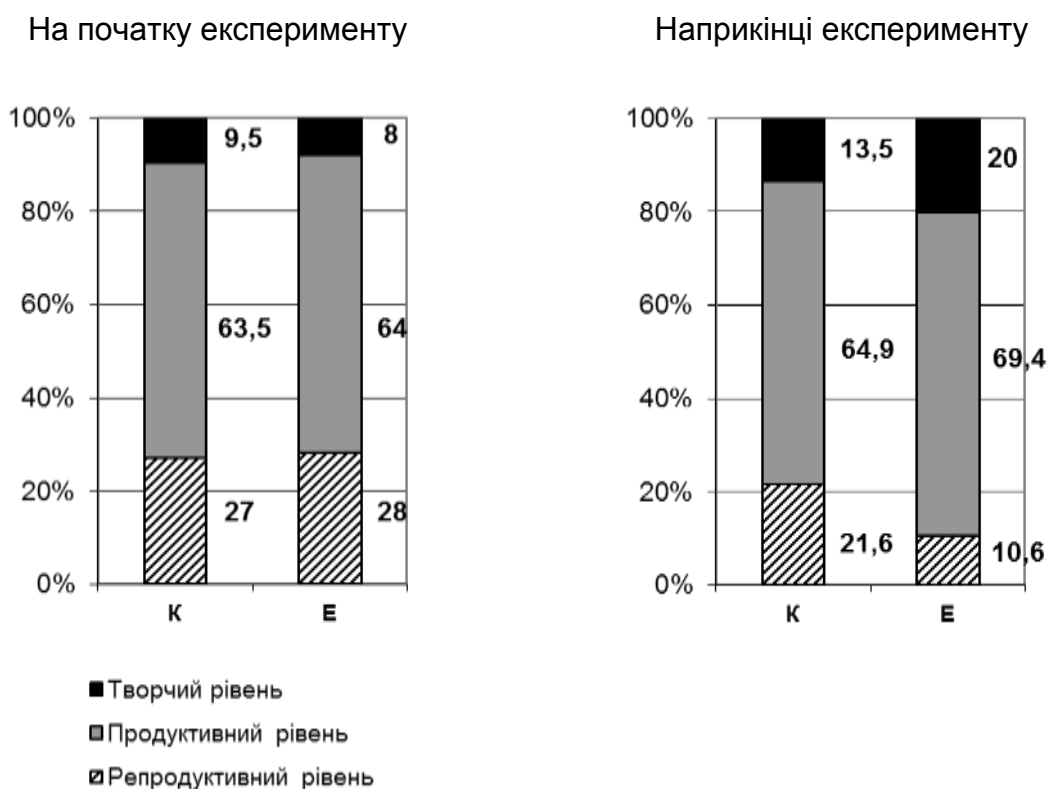 На початку експерименту
Наприкінці експерименту
100%
80%
60%
40%
20%
0%
9,5
8
63,5
64
27
28
К
Е
100%
80%
60%
40%
20%
0%
13,5
20
64,9
69,4
21,6
10,6
К
Е
Творчий рівень
Продуктивний рівень
Репродуктивний рівень